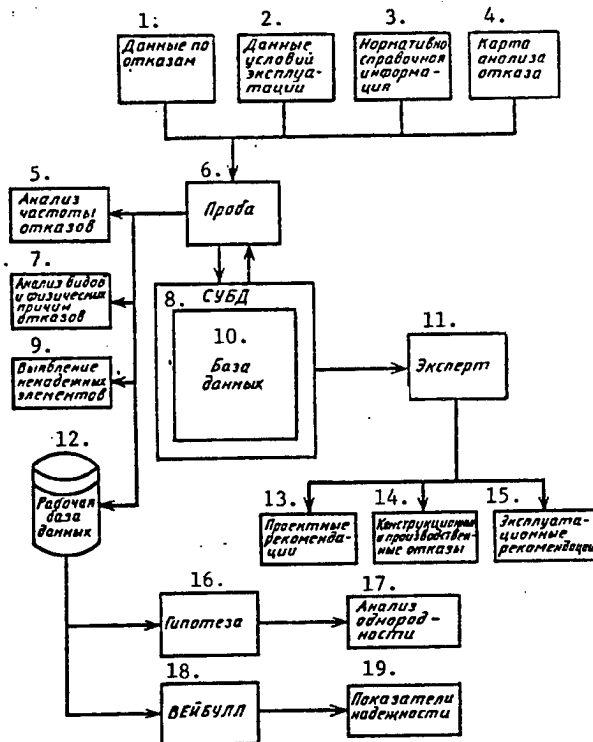 1.
Данные по
отказам
2.
Данные
условий
эксплуа-
тации
3.
Нормативно
справочная
информа-
ция
4.
Карта
анализа
отказа
5.
Анализ
частоты
отказов
6.
Проба
7.
Анализ видов
и физических
причин
отказов
8.
СУБД
9.
Выявление
ненадежных
элементов
10.
База
данных
11.
Эксперт
12.
Рабочая
база
данных
13.
Проектные
рекоменда-
ции
14.
Конструкционные
и производствен-
ные отказы
15.
Эксплуата-
ционные
рекомендации
16.
Гипотеза
17.
Анализ
однород-
ности
18.
ВЕЙБУЛЛ
19.
Показатели
надежности